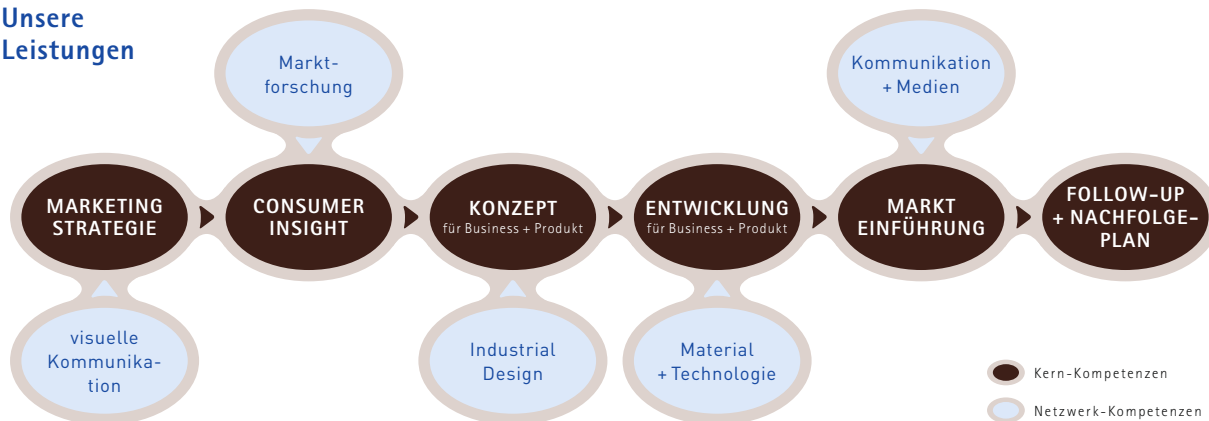 Unsere
Leistungen
Markt-
forschung
Kommunikation
+ Medien
MARKETING
STRATEGIE
CONSUMER
INSIGHT
KONZEPT
für Business + Produkt
ENTWICKLUNG
für Business + Produkt
MARKT
EINFÜHRUNG
FOLLOW-UP
+ NACHFOLGE-
PLAN
visuelle
Kommunika-
tion
Industrial
Design
Material
+ Technologie
Kern-Kompetenzen
Netzwerk-Kompetenzen